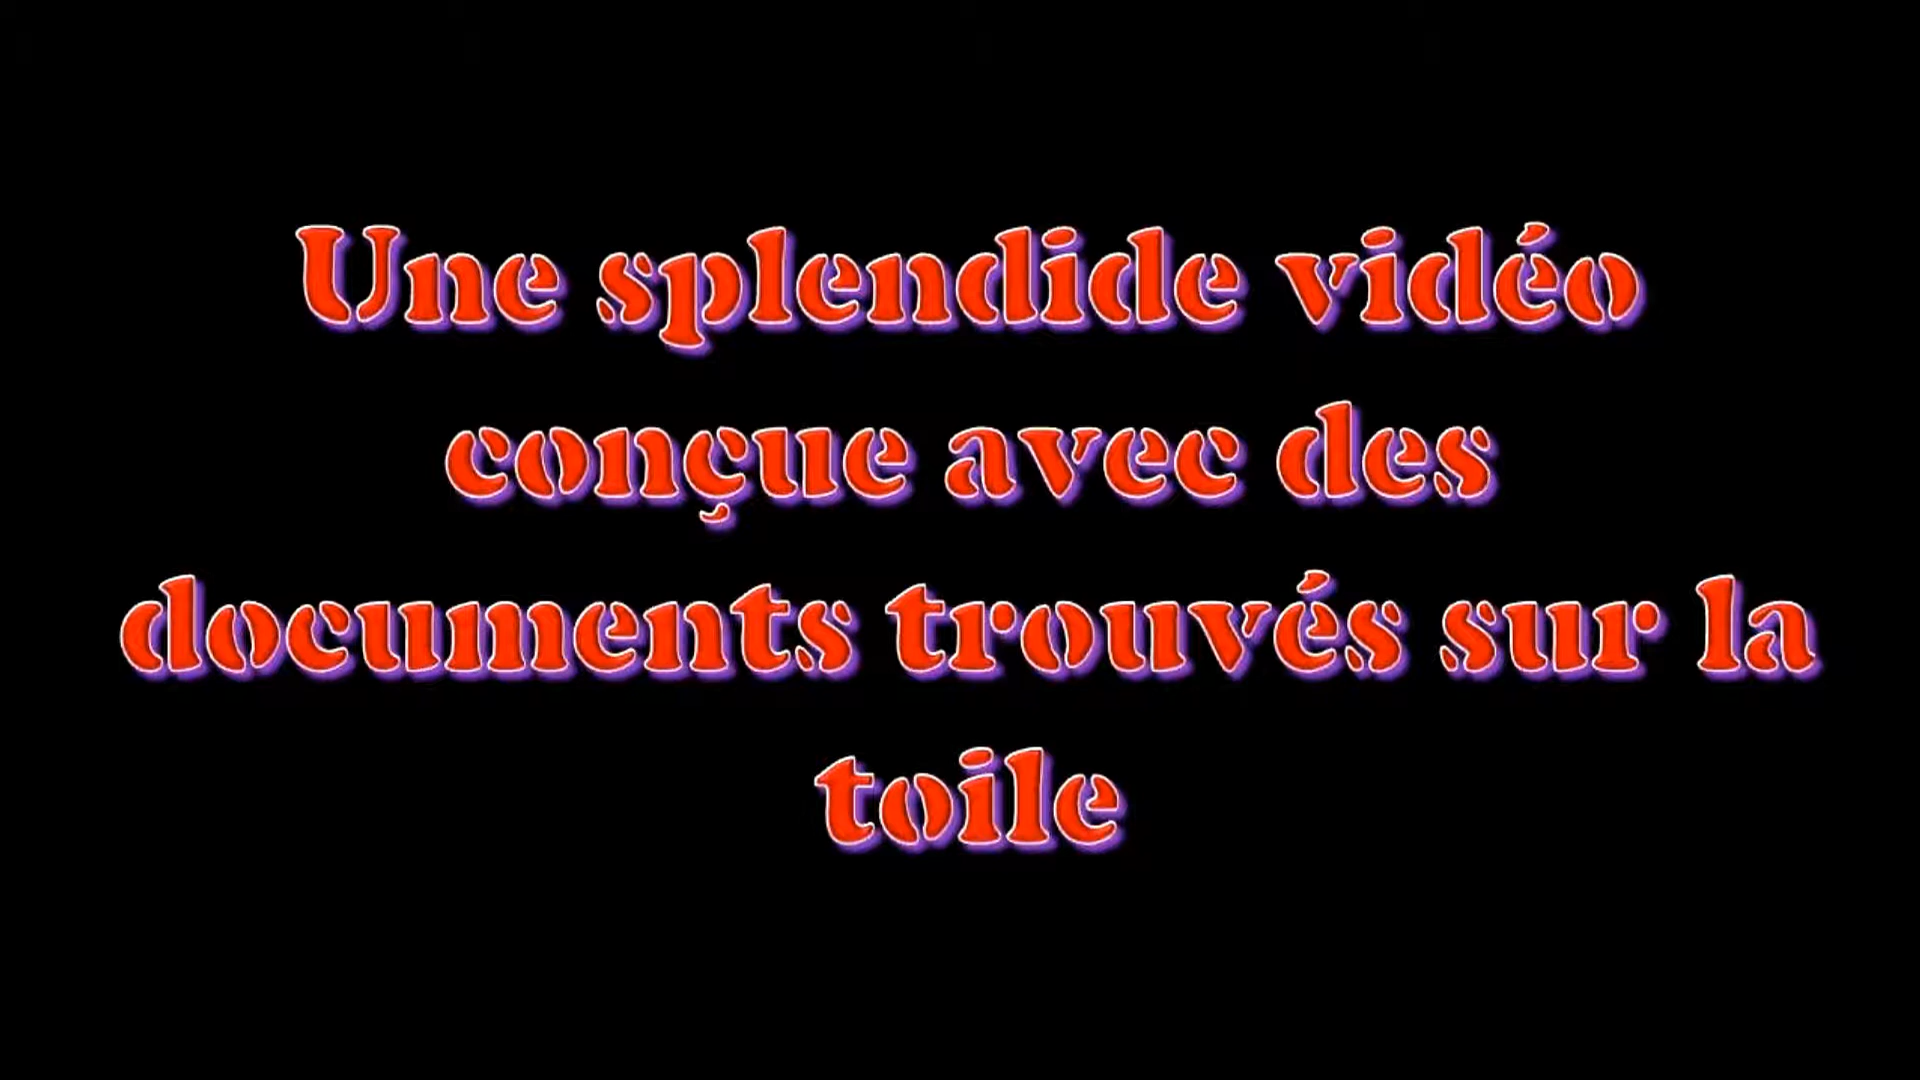 Une splendide vidéo
conçue avec des
documents trouvés sur la
toile